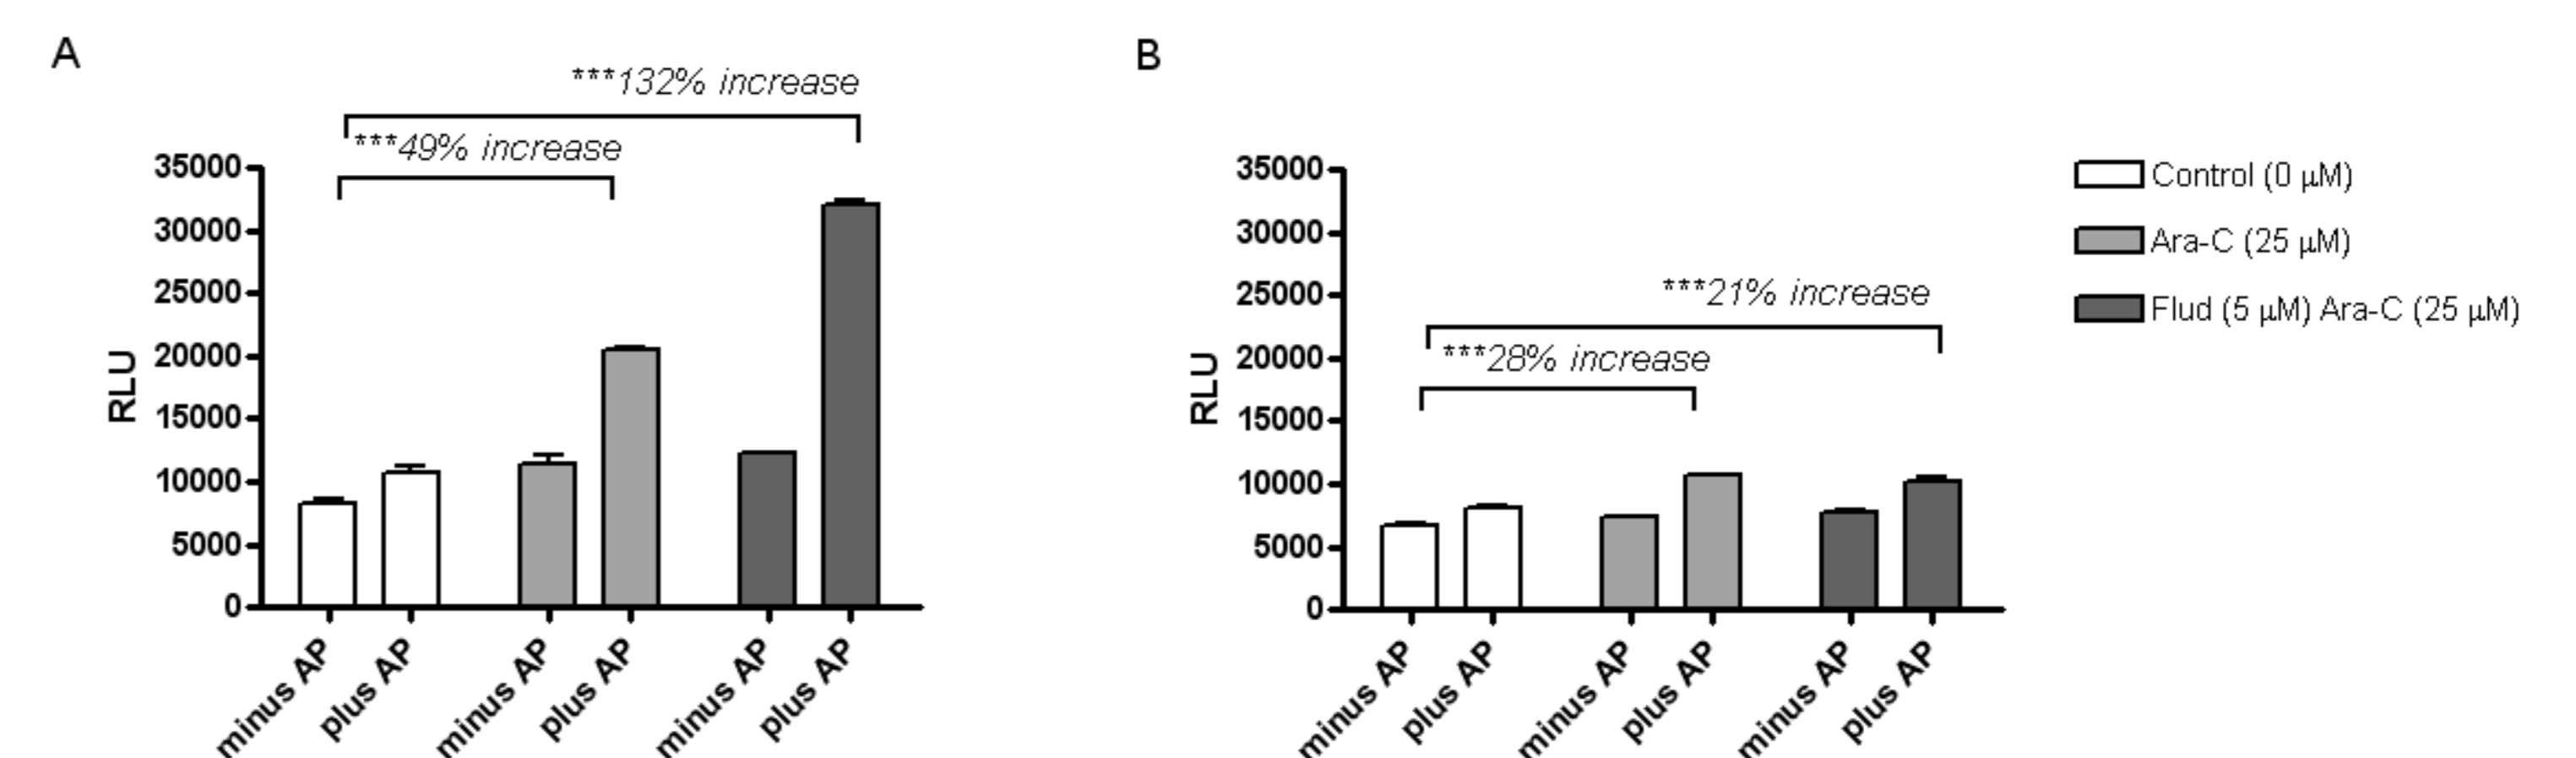 A
***132% increase
***49% increase
RLU
35000
30000
25000
20000
15000
10000
5000
0
minus AP
plus AP
minus AP
plus AP
minus AP
plus AP
B
***21% increase
***28% increase
RLU
35000
30000
25000
20000
15000
10000
5000
0
minus AP
plus AP
minus AP
plus AP
minus AP
plus AP
Control (0 μM)
Ara-C (25 μM)
Flud (5 μM) Ara-C (25 μM)